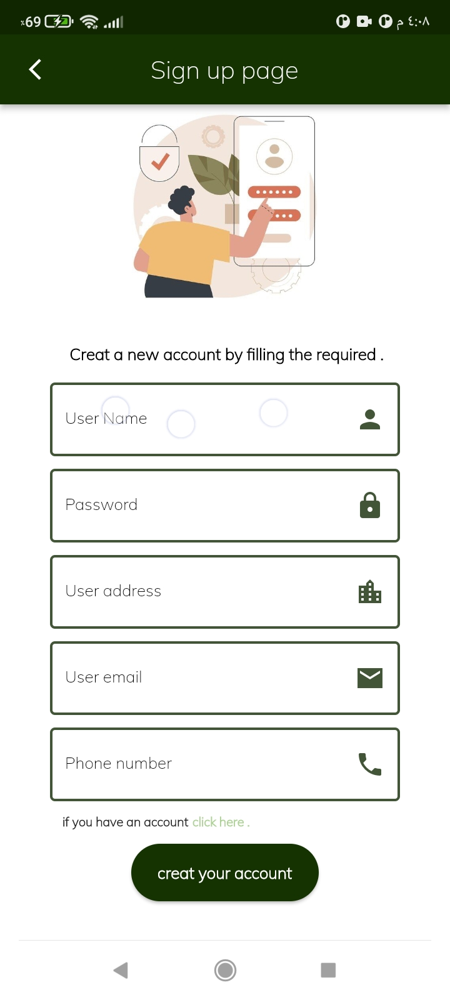 ٪69 م ٤:٠٨
Sign up page
Creat a new account by filling the required .
User Name
Password
User address
User email
Phone number
if you have an account click here .
creat your account